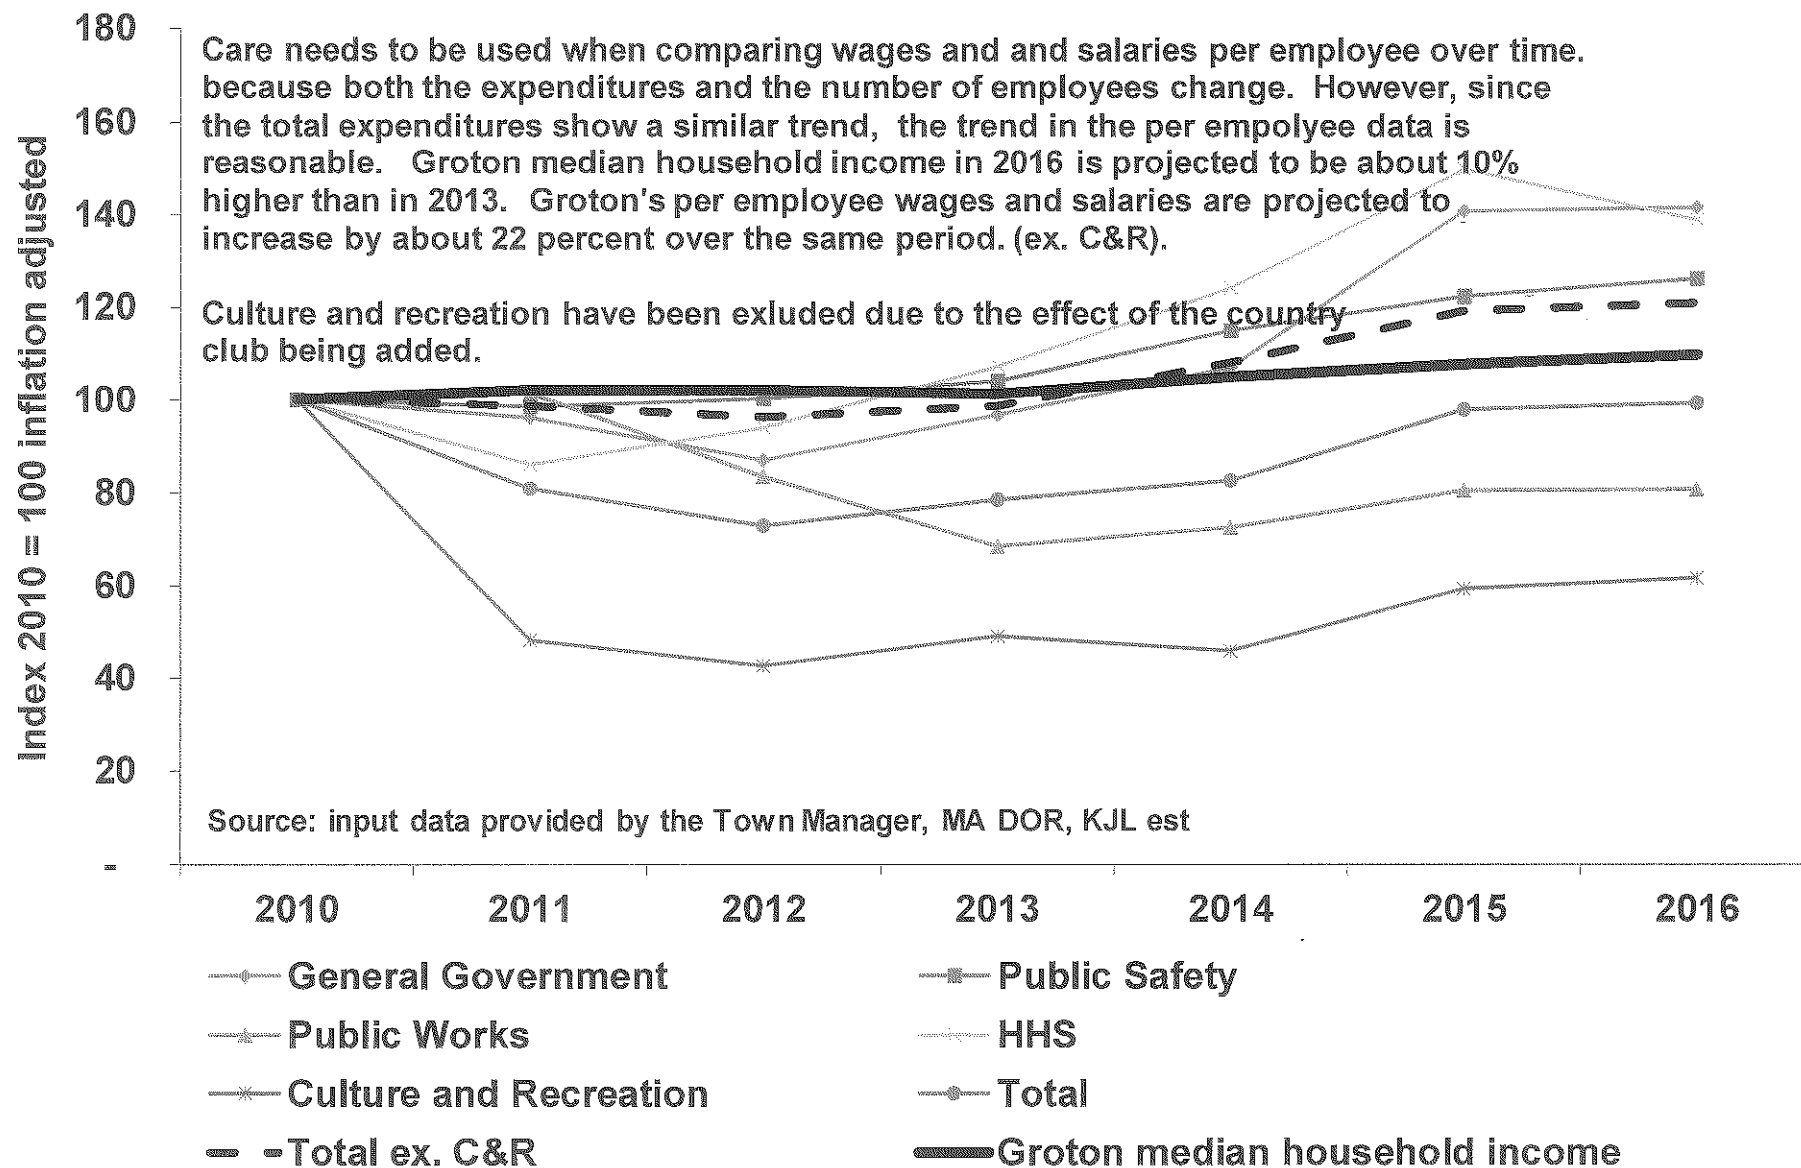 180
160
140
120
100
80
60
40
20
-
Index 2010 = 100 inflation adjusted
Care needs to be used when comparing wages and and salaries per employee over time.
because both the expenditures and the number of employees change. However, since
the total expenditures show a similar trend, the trend in the per empolyee data is
reasonable. Groton median household income in 2016 is projected to be about 10%
higher than in 2013. Groton's per employee wages and salaries are projected to
increase by about 22 percent over the same period. (ex. C&R).
Culture and recreation have been exluded due to the effect of the country
club being added.
Source: input data provided by the Town Manager, MA DOR, KJL est
2010 2011 2012 2013 2014 2015 2016
General Government Public Safety
Public Works HHS
Culture and Recreation Total
Total ex. C&R Groton median household income